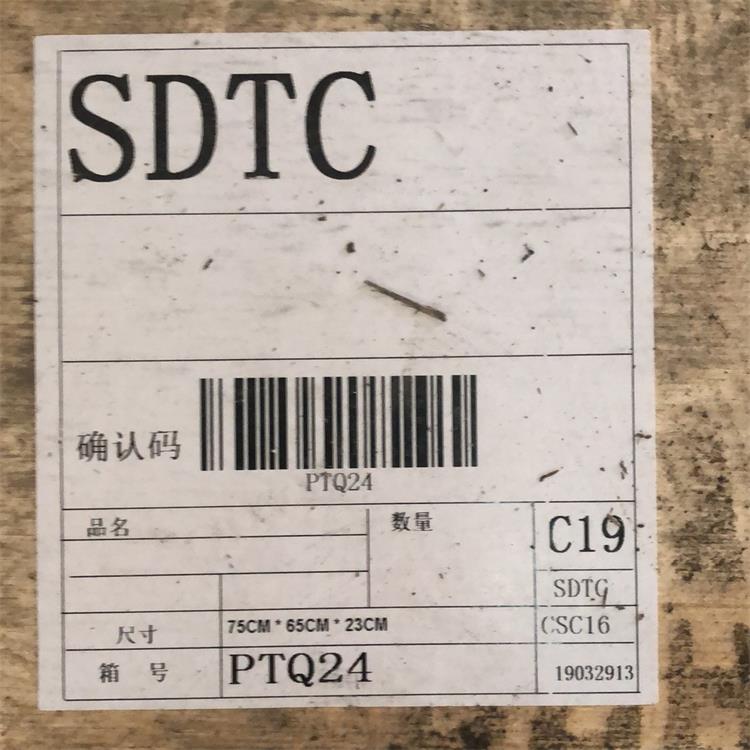 SDTC
确认码
PTQ24
品名
数量
C19
SDTC
尺寸
75CM * 65CM * 23CM
CSC16
箱 号
PTQ24
19032913